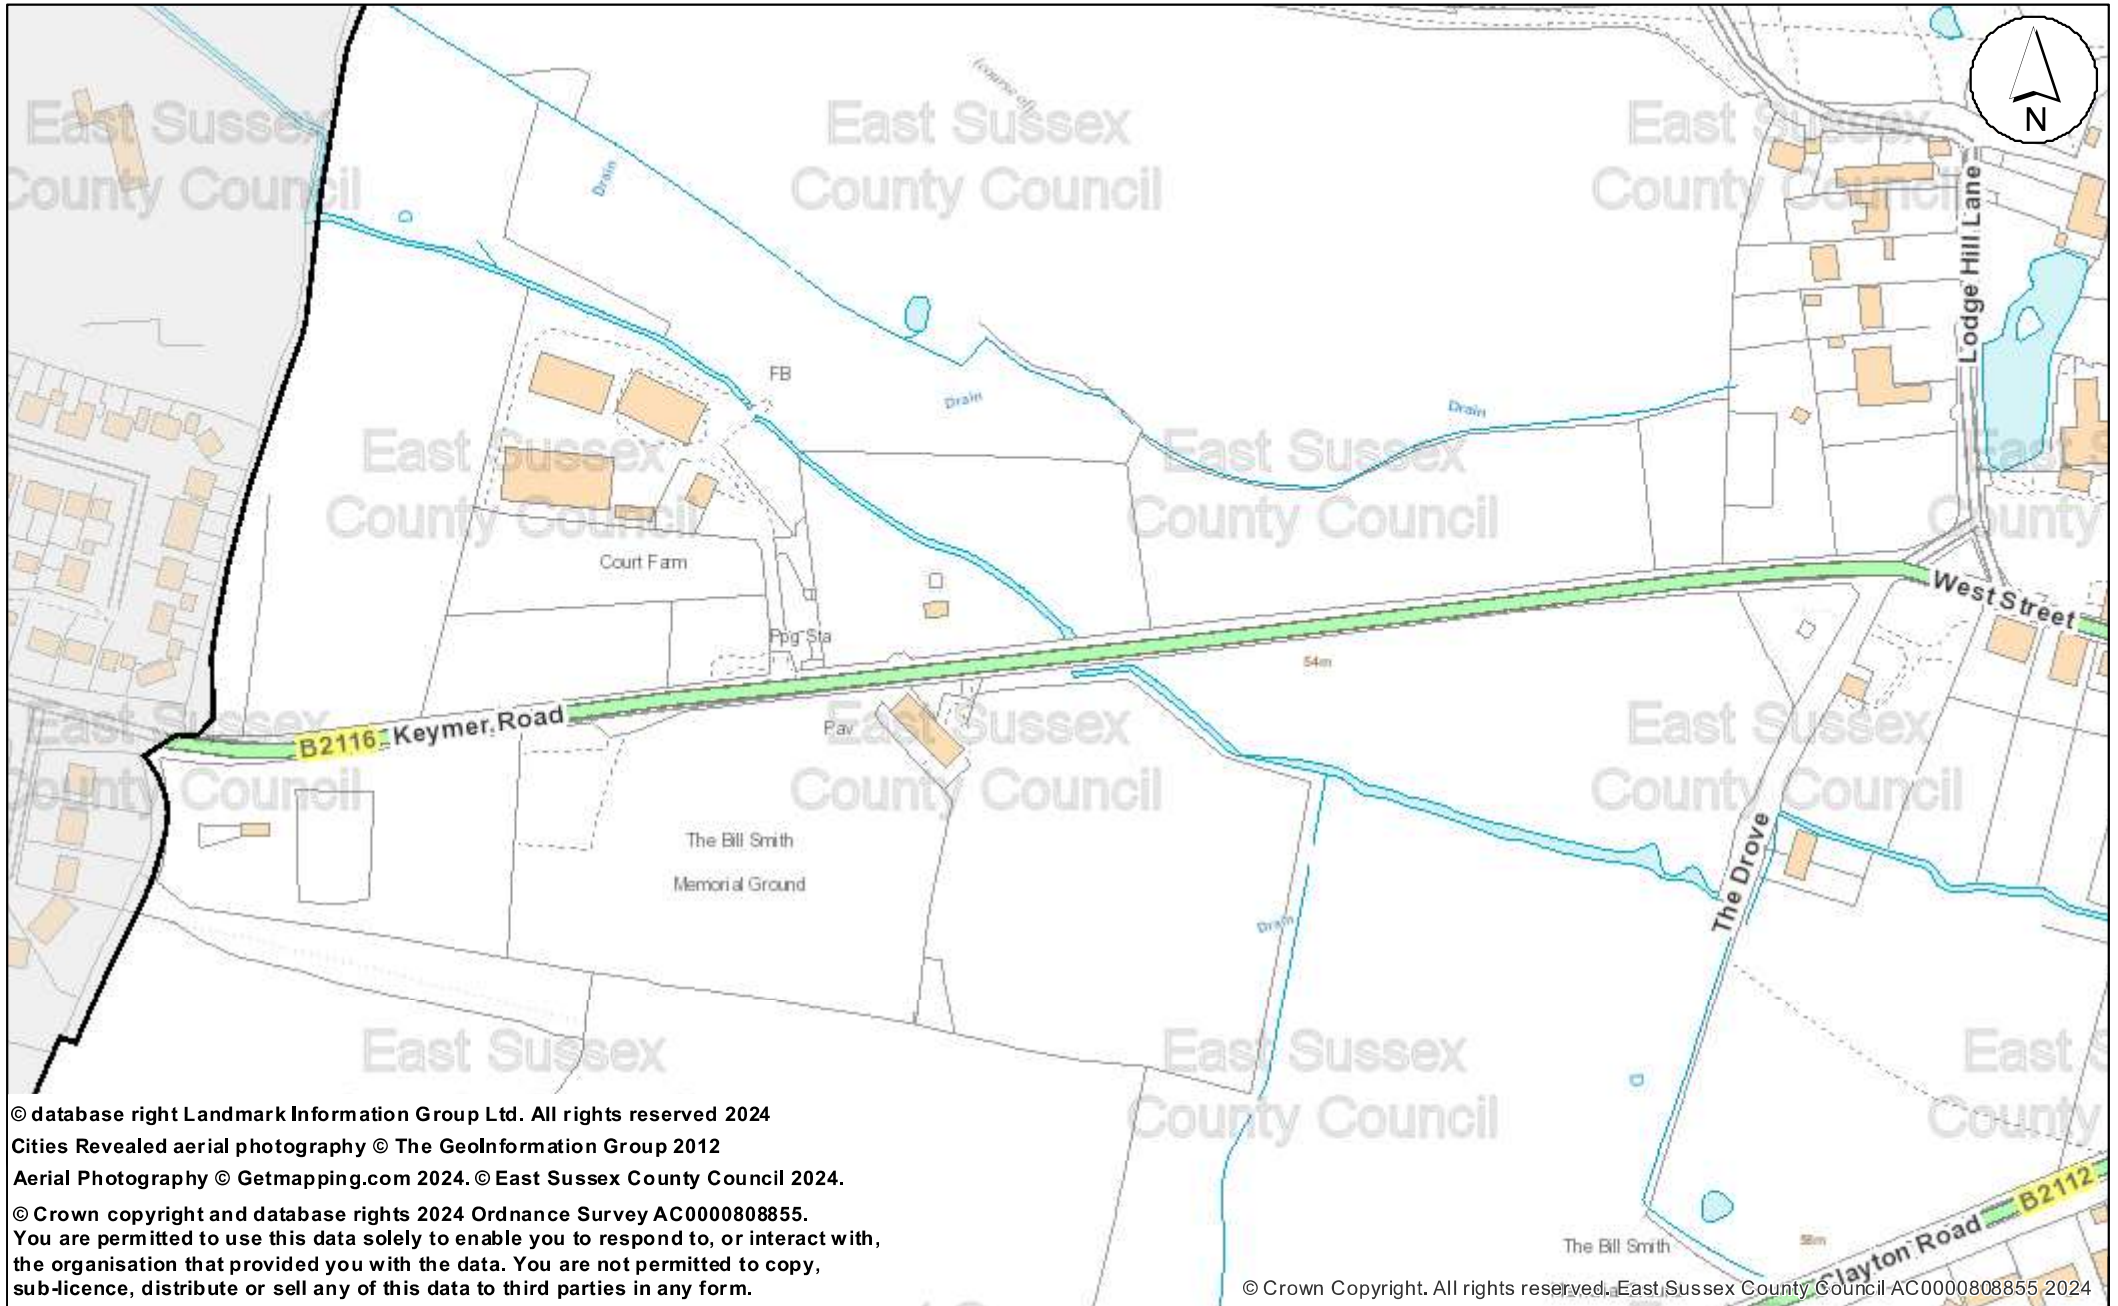 (course of)
N
East Sussex
County Council
East Sussex
County Council
East Sussex
County Council
Drain
D
Lodge Hill Lane
FB
Drain
Drain
East Sussex
County Council
East Sussex
County Council
East Sussex
County
Court Farm
West Street
Ppg Sta
54m
B2116
Keymer Road
Pav
East Sussex
County Council
East Sussex
County Council
East Sussex
County Council
The Bill Smith
Memorial Ground
The Drove
Drain
East Sussex
East Sussex
County Council
East S
County
D
© database right Landmark Information Group Ltd. All rights reserved 2024
Cities Revealed aerial photography © The GeoInformation Group 2012
Aerial Photography © Getmapping.com 2024. © East Sussex County Council 2024.
© Crown copyright and database rights 2024 Ordnance Survey AC0000808855.
You are permitted to use this data solely to enable you to respond to, or interact with,
the organisation that provided you with the data. You are not permitted to copy,
sub-licence, distribute or sell any of this data to third parties in any form.
B2112
Clayton Road
58m
The Bill Smith
© Crown Copyright. All rights reserved. East Sussex County Council AC0000808855 2024